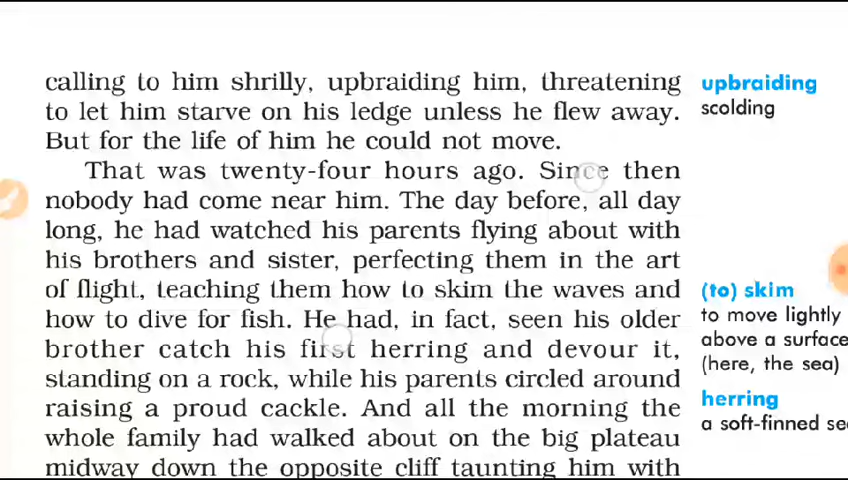 calling to him shrilly, upbraiding him, threatening
to let him starve on his ledge unless he flew away.
But for the life of him he could not move.
That was twenty-four hours ago. Since then
nobody had come near him. The day before, all day
long, he had watched his parents flying about with
his brothers and sister, perfecting them in the art
of flight, teaching them how to skim the waves and
how to dive for fish. He had, in fact, seen his older
brother catch his first herring and devour it,
standing on a rock, while his parents circled around
raising a proud cackle. And all the morning the
whole family had walked about on the big plateau
midway down the opposite cliff taunting him with
upbraiding
scolding
(to) skim
to move lightly
above a surface
(here, the sea)
herring
a soft-finned